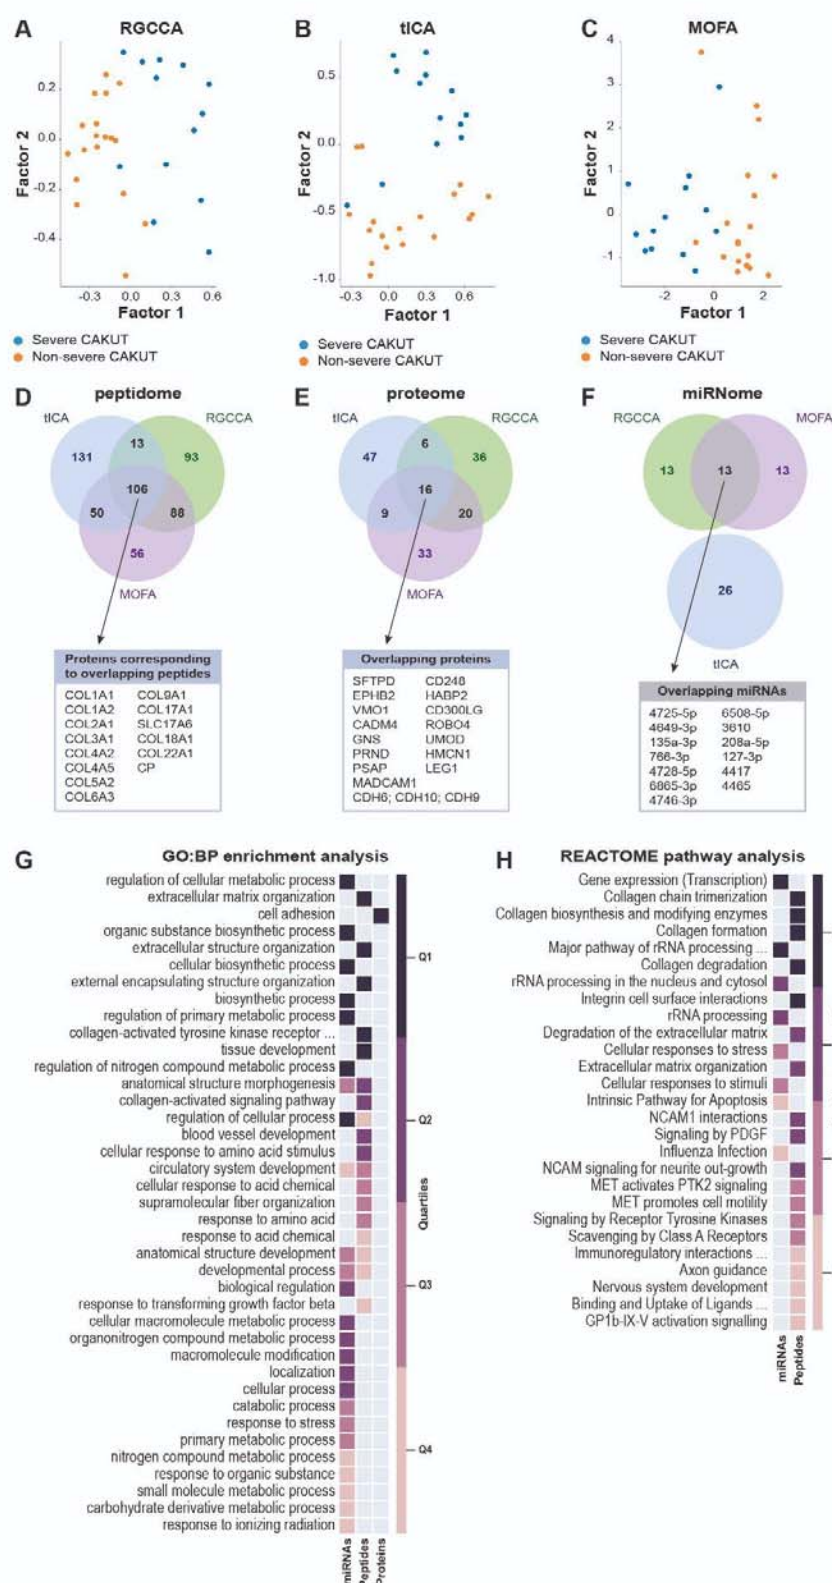 A RGCCA
Factor 2
0.2
0.0
-0.2
-0.4
-0.3 0.0 0.3 0.6
Factor 1
Severe CAKUT
Non-severe CAKUT
B tICA
Factor 2
0.5
0.0
-0.5
-1.0
-0.3 0.0 0.3 0.6
Factor 1
Severe CAKUT
Non-severe CAKUT
C MOFA
Factor 2
4
3
2
1
0
-1
-2 0 2
Factor 1
Severe CAKUT
Non-severe CAKUT
D peptidome
tICA
RGCCA
13
131
93
106
50
88
56
MOFA
Proteins corresponding
to overlapping peptides
COL1A1 COL9A1
COL1A2 COL17A1
COL2A1 SLC17A6
COL3A1 COL18A1
COL4A2 COL22A1
COL4A5 CP
COL5A2
COL6A3
E proteome
tICA
RGCCA
6
47
36
16
9
20
33
MOFA
Overlapping proteins
SFTPD CD248
EPHB2 HABP2
VMO1 CD300LG
CADM4 ROBO4
GNS UMOD
PRND HMCN1
PSAP LEG1
MADCAM1
CDH6; CDH10; CDH9
F miRNome
RGCCA
MOFA
13
13
13
26
tICA
Overlapping miRNAs
4725-5p 6508-5p
4649-3p 3610
135a-3p 208a-5p
766-3p 127-3p
4728-5p 4417
6865-3p 4465
4746-3p
G GO:BP enrichment analysis
regulation of cellular metabolic process
extracellular matrix organization
cell adhesion
organic substance biosynthetic process
extracellular structure organization
cellular biosynthetic process
external encapsulating structure organization
biosynthetic process
regulation of primary metabolic process
collagen-activated tyrosine kinase receptor ...
tissue development
regulation of nitrogen compound metabolic process
anatomical structure morphogenesis
collagen-activated signaling pathway
regulation of cellular process
blood vessel development
cellular response to amino acid stimulus
circulatory system development
cellular response to acid chemical
supramolecular fiber organization
response to amino acid
response to acid chemical
anatomical structure development
developmental process
biological regulation
response to transforming growth factor beta
cellular macromolecule metabolic process
organonitrogen compound metabolic process
macromolecule modification
localization
cellular process
catabolic process
response to stress
primary metabolic process
nitrogen compound metabolic process
response to organic substance
small molecule metabolic process
carbohydrate derivative metabolic process
response to ionizing radiation
miRNAs
Peptides
Proteins
Q1
Q2
Q3
Q4
Quartiles
H REACTOME pathway analysis
Gene expression (Transcription)
Collagen chain trimerization
Collagen biosynthesis and modifying enzymes
Collagen formation
Major pathway of rRNA processing ...
Collagen degradation
rRNA processing in the nucleus and cytosol
Integrin cell surface interactions
rRNA processing
Degradation of the extracellular matrix
Cellular responses to stress
Extracellular matrix organization
Cellular responses to stimuli
Intrinsic Pathway for Apoptosis
NCAM1 interactions
Signaling by PDGF
Influenza Infection
NCAM signaling for neurite out-growth
MET activates PTK2 signaling
MET promotes cell motility
Signaling by Receptor Tyrosine Kinases
Scavenging by Class A Receptors
Immunoregulatory interactions ...
Axon guidance
Nervous system development
Binding and Uptake of Ligands ...
GP1b-IX-V activation signalling
miRNAs
Peptides